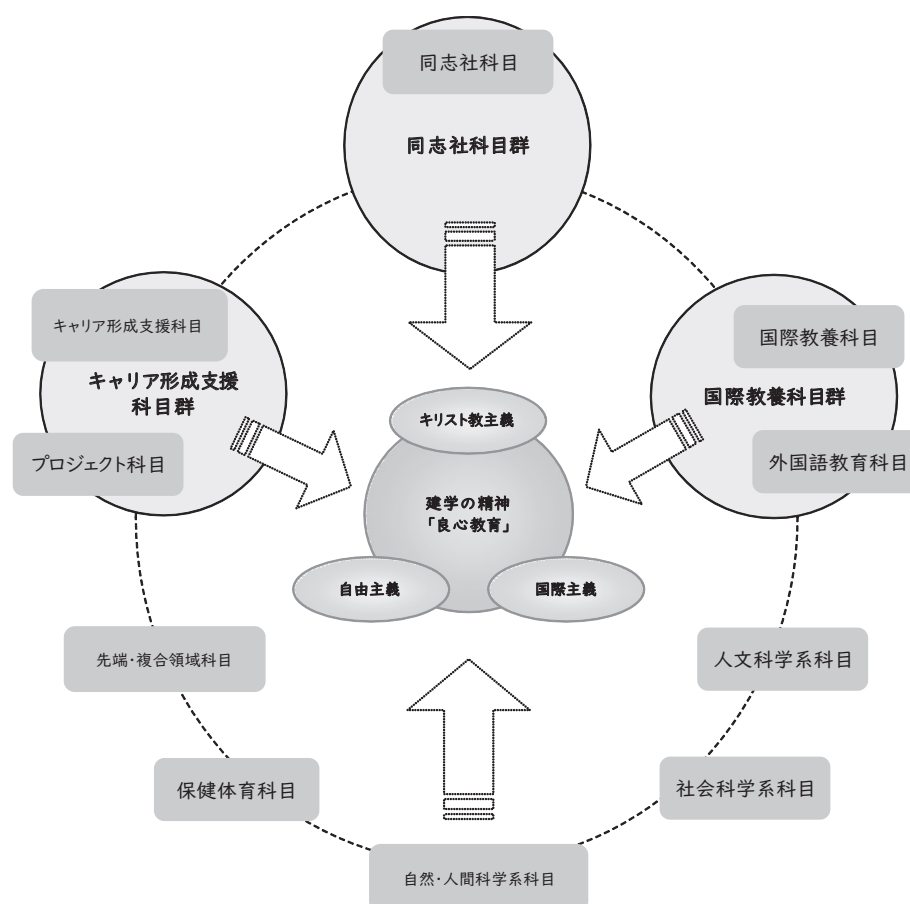 同志社科目
同志社科目群
キャリア形成支援科目
キャリア形成支援
科目群
プロジェクト科目
国際教養科目
国際教養科目群
外国語教育科目
キリスト教主義
建学の精神
「良心教育」
自由主義
国際主義
先端・複合領域科目
人文科学系科目
保健体育科目
社会科学系科目
自然・人間科学系科目